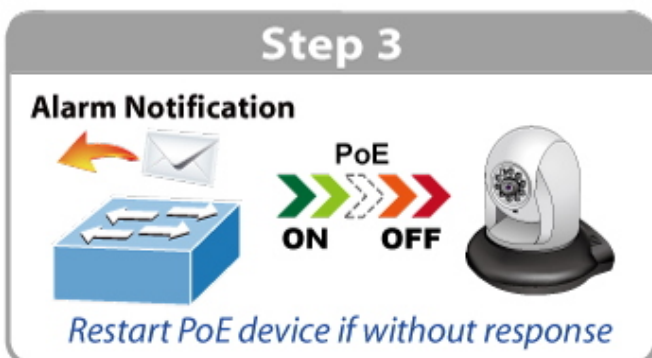 Step 3
Alarm Notification
PoE
ON OFF
Restart PoE device if without response